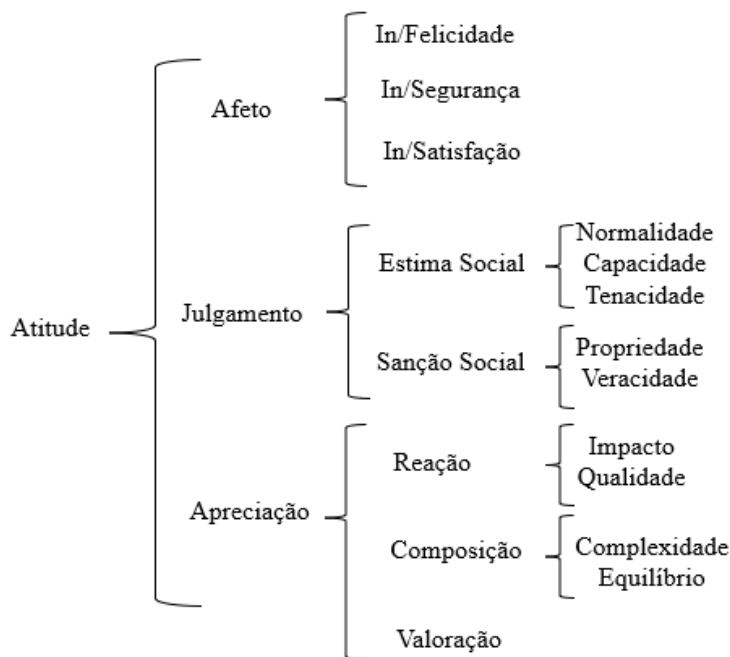 In/Felicidade
In/Segurança
Afeto
In/Satisfação
Normalidade
Estima Social
Capacidade
Tenacidade
Julgamento
Atitude
Propriedade
Sanção Social
Veracidade
Impacto
Reação
Qualidade
Apreciação
Composição
Complexidade
Equilíbrio
Valoração